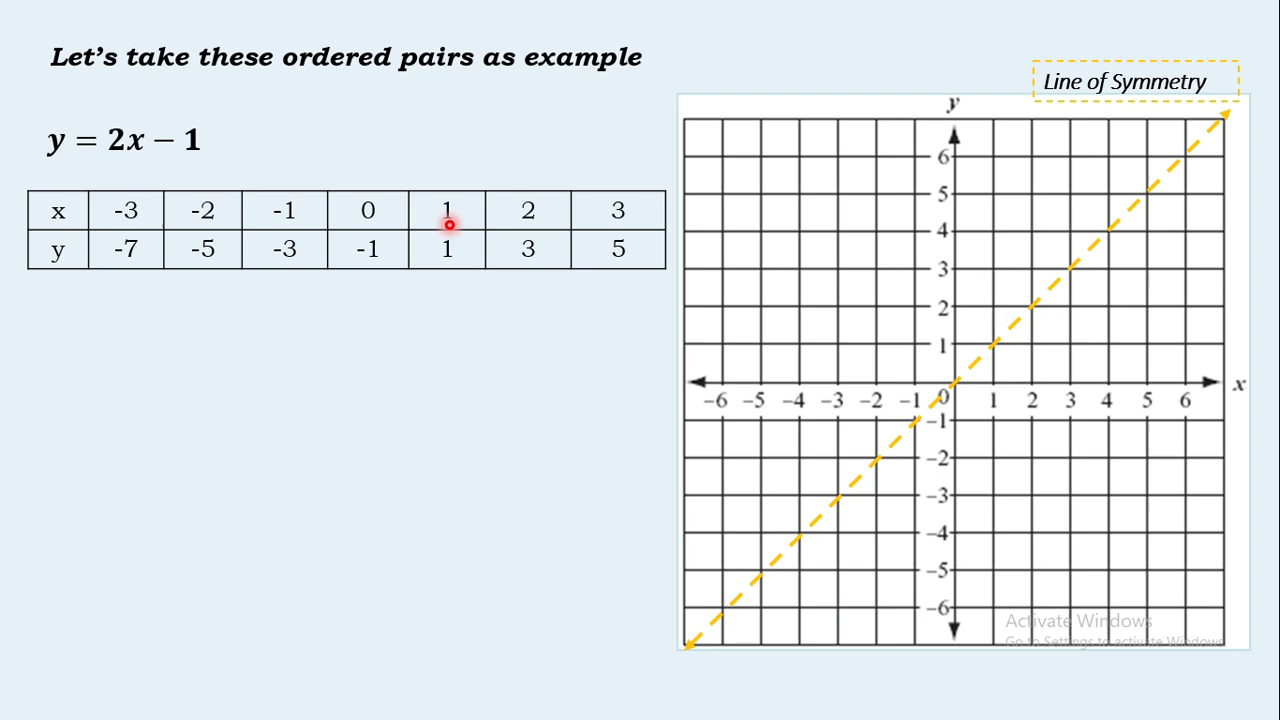 Let's take these ordered pairs as example
Line of Symmetry
y = 2x − 1
x -3 -2 -1 0 1 2 3
y -7 -5 -3 -1 1 3 5
y
6
5
4
3
2
1
x
−6 −5 −4 −3 −2 −1 0 1 2 3 4 5 6
−1
−2
−3
−4
−5
−6
Activate Windows
Go to Settings to activate Windows.